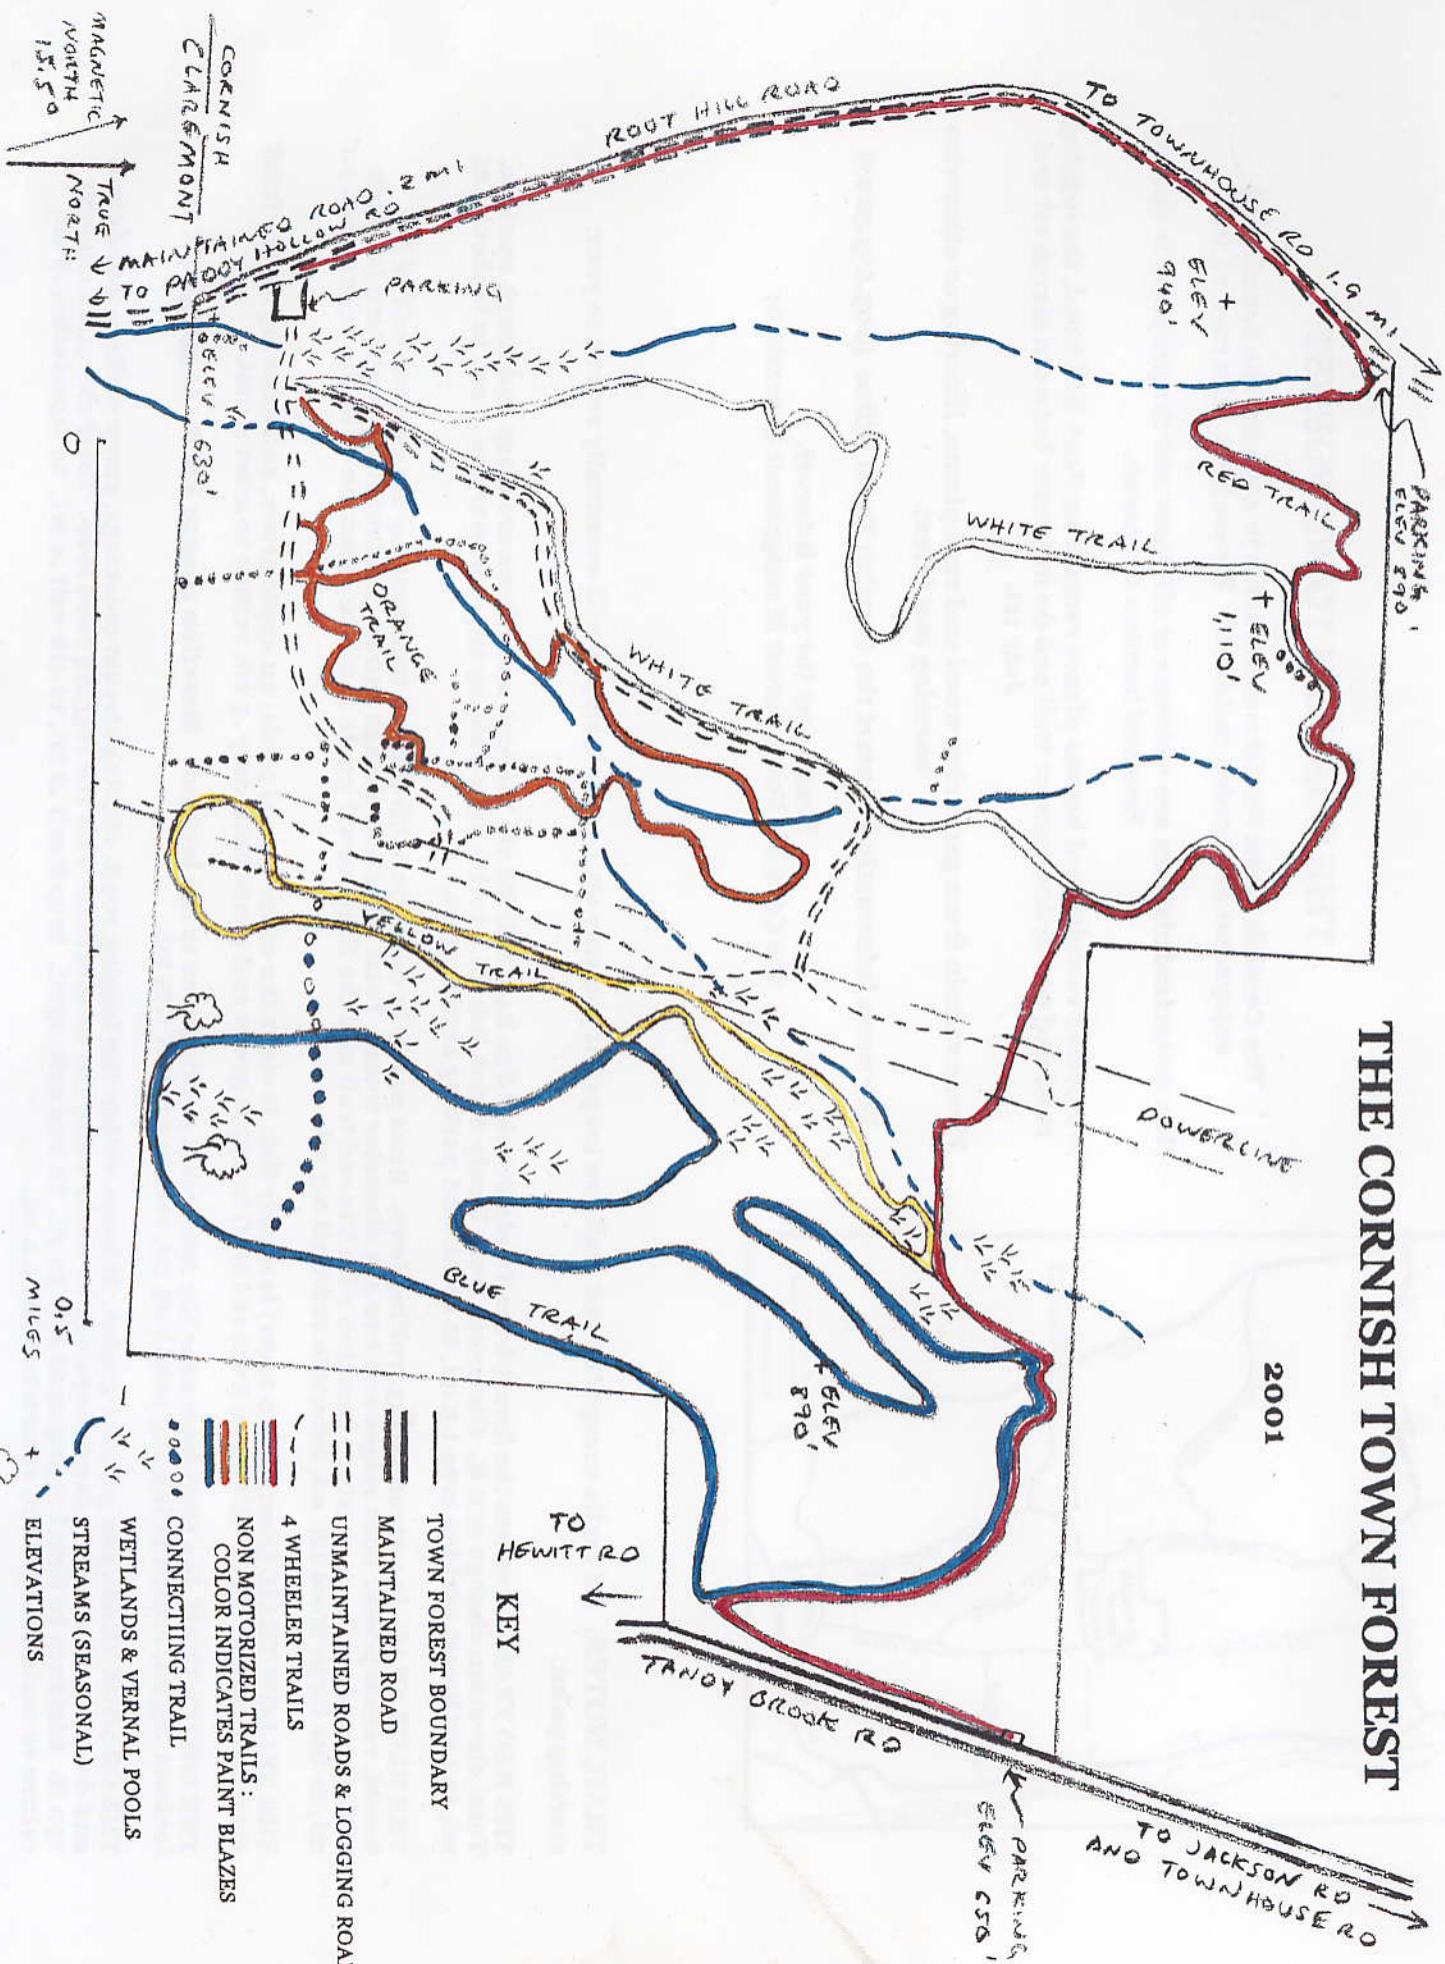 THE CORNISH TOWN FOREST
2001
TO TOWNHOUSE RD 1.9 MI
PARKING
ELEV 890'
ROOT HILL ROAD
+
ELEV
940'
RED TRAIL
WHITE TRAIL
+ ELEV
1,110'
MAINTAINED ROAD .2 MI
TO PADDY HOLLOW RD
PARKING
CORNISH
CLAREMONT
MAGNETIC
NORTH
15.5°
TRUE
NORTH
ELEV 630'
ORANGE
TRAIL
WHITE TRAIL
YELLOW
TRAIL
POWERLINE
BLUE TRAIL
+ ELEV
890'
TO
HEWITT RD
TANDY BROOK RD
PARKING
ELEV 650'
TO JACKSON RD
AND TOWNHOUSE RD
0
0.5
MILES
KEY
TOWN FOREST BOUNDARY
MAINTAINED ROAD
UNMAINTAINED ROADS & LOGGING ROA
4 WHEELER TRAILS
NON MOTORIZED TRAILS :
COLOR INDICATES PAINT BLAZES
CONNECTING TRAIL
WETLANDS & VERNAL POOLS
STREAMS (SEASONAL)
+ ELEVATIONS